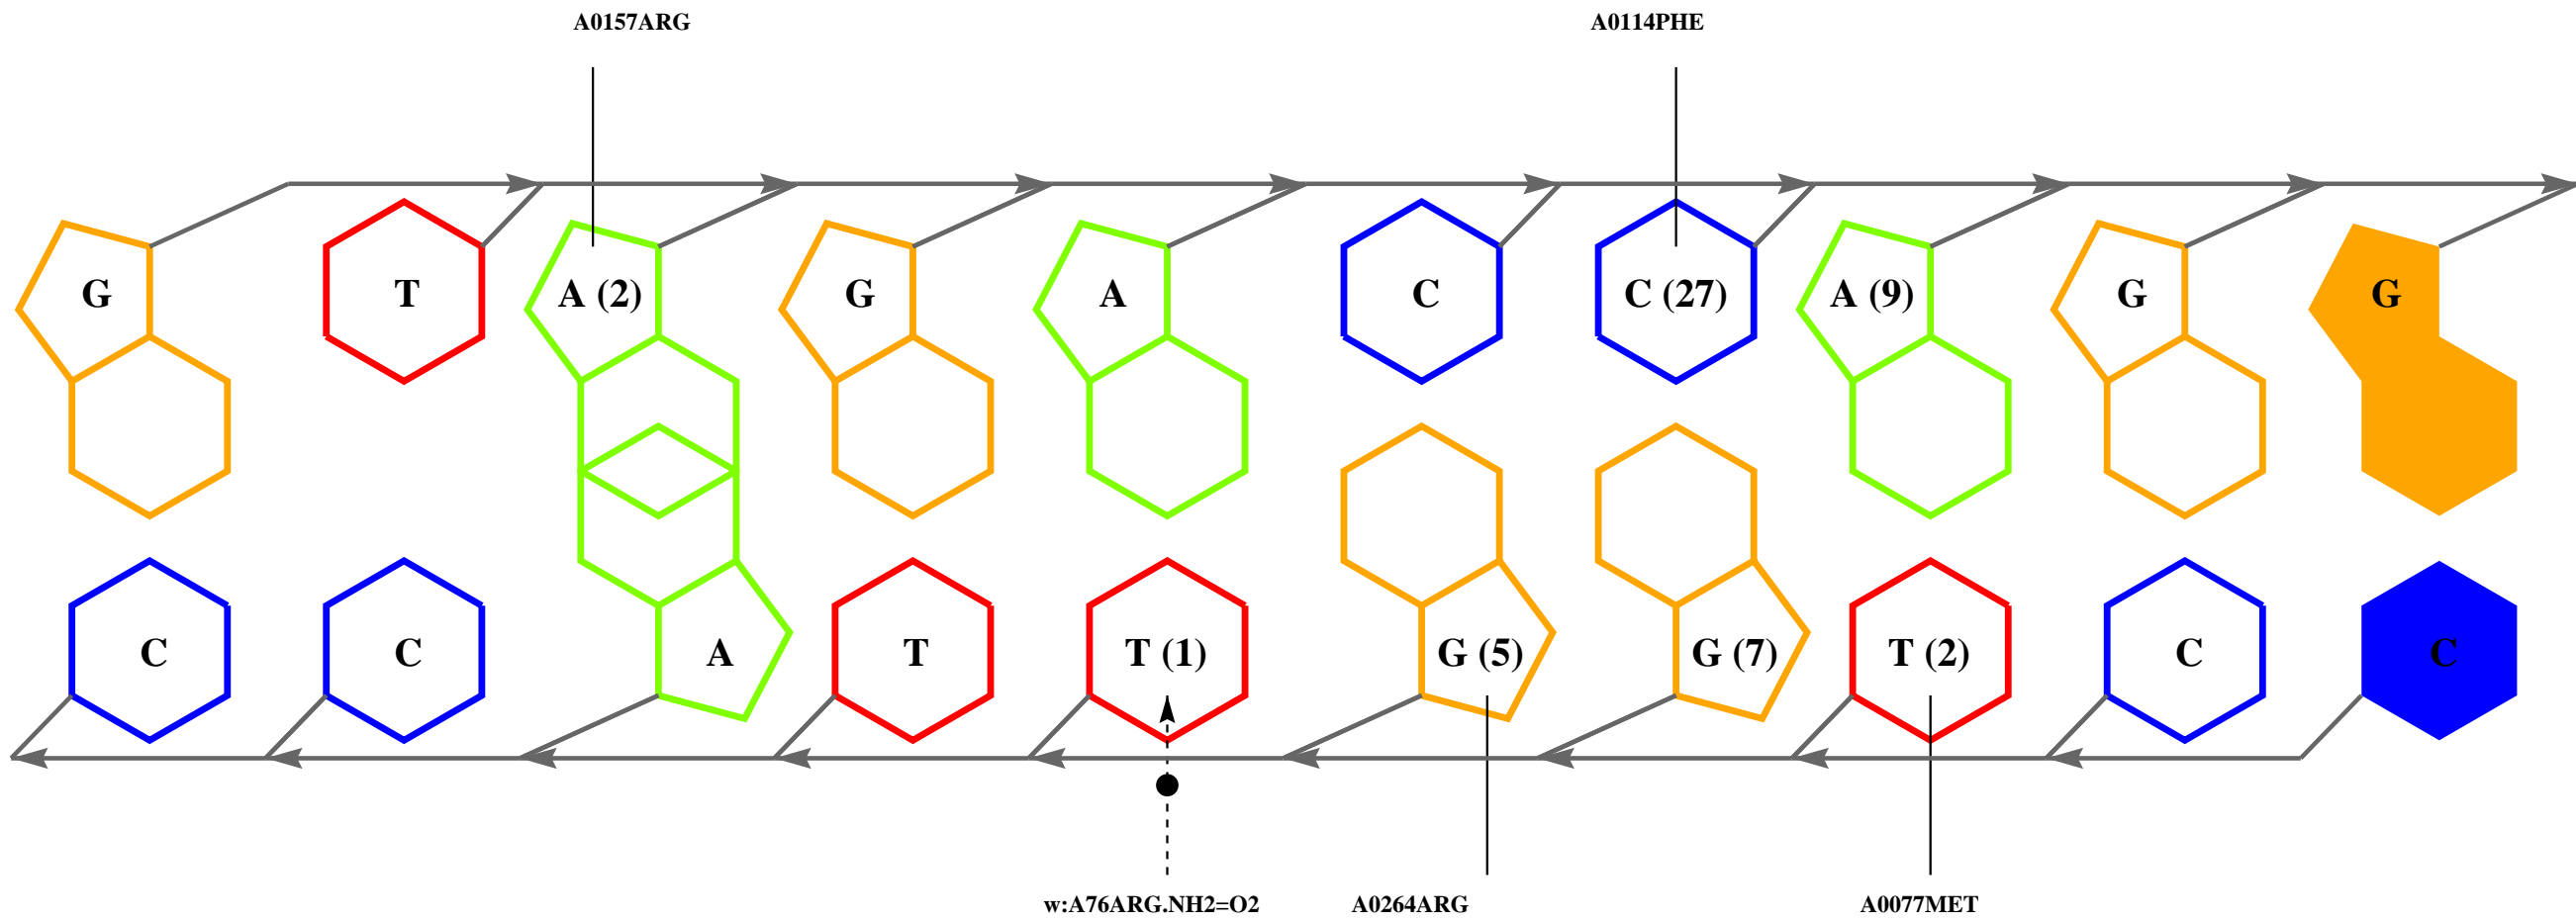 A0157ARG A0114PHE
G T A (2) G A C C (27) A (9) G G
C C A T T (1) G (5) G (7) T (2) C C
w:A76ARG.NH2=O2 A0264ARG A0077MET